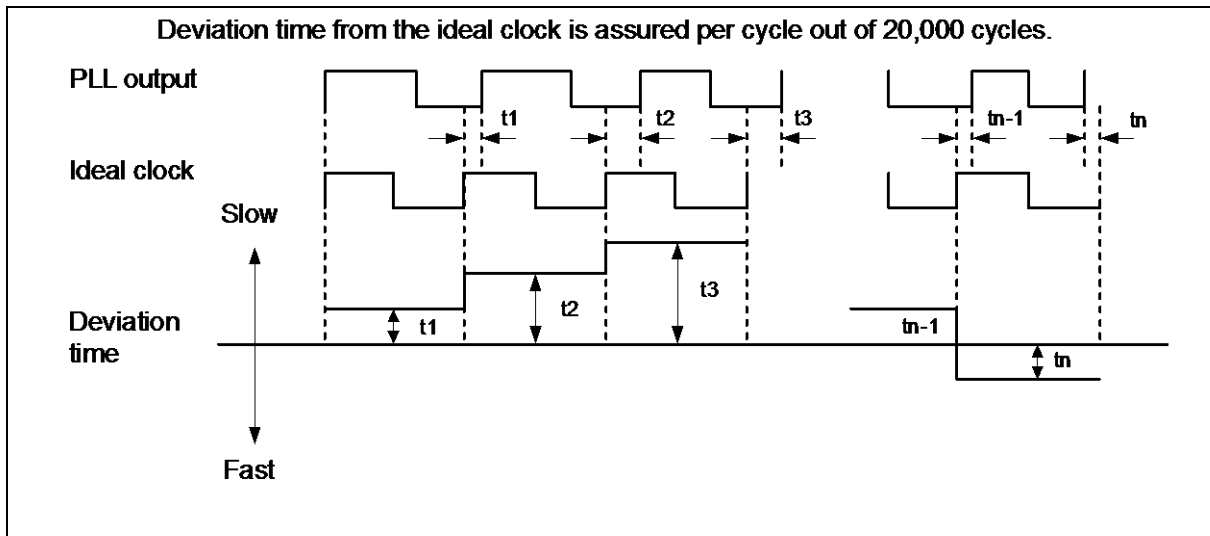 Deviation time from the ideal clock is assured per cycle out of 20,000 cycles.
PLL output
t1
t2
t3
tn-1
tn
Ideal clock
Slow
t1
t2
t3
Deviation
time
tn-1
tn
Fast